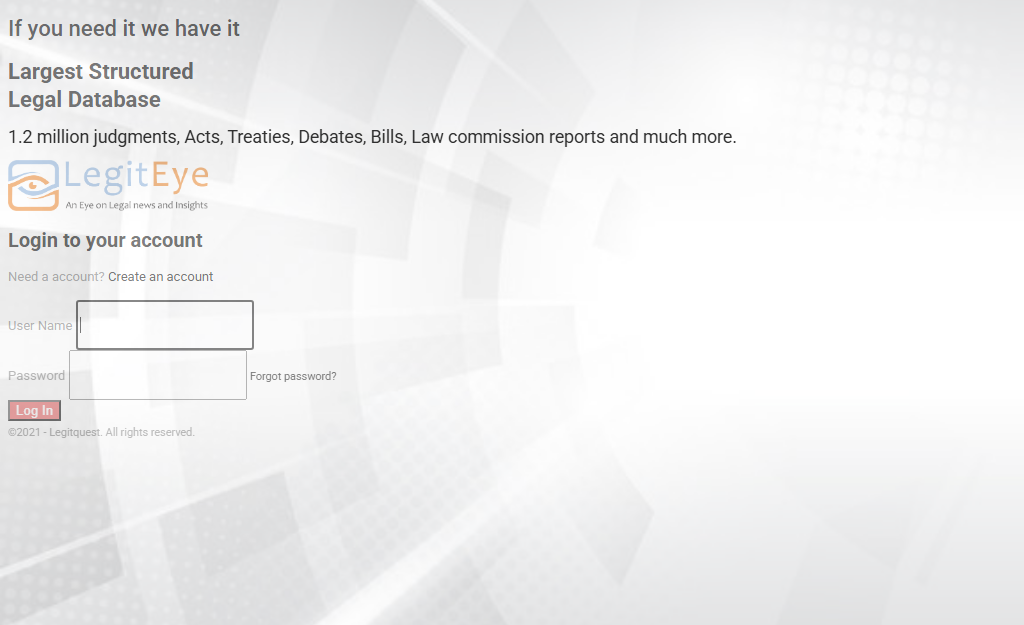 If you need it we have it
Largest Structured
Legal Database
1.2 million judgments, Acts, Treaties, Debates, Bills, Law commission reports and much more.
LegitEye
An Eye on Legal news and Insights
Login to your account
Need a account? Create an account
User Name
Password Forgot password?
Log In
©2021 - Legitquest. All rights reserved.